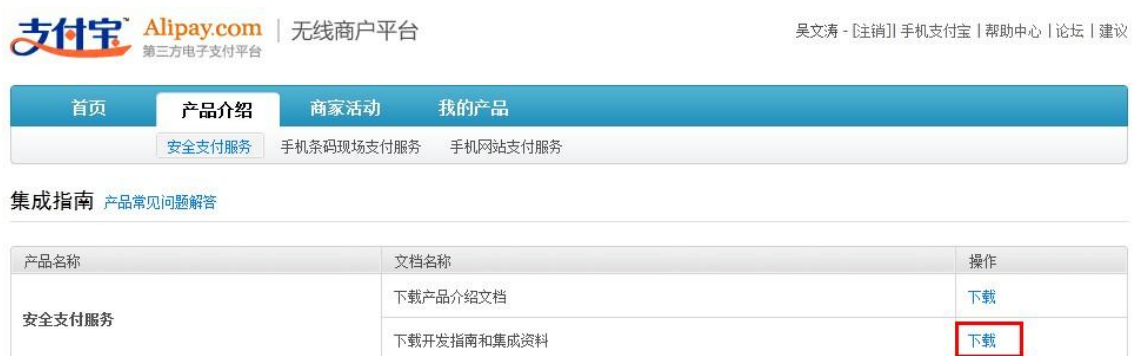 支付宝™ Alipay.com 第三方电子支付平台 | 无线商户平台
吴文涛 - [注销]| 手机支付宝 | 帮助中心 | 论坛 | 建议
首页 产品介绍 商家活动 我的产品
安全支付服务 手机条码现场支付服务 手机网站支付服务
集成指南 产品常见问题解答
产品名称 文档名称 操作
安全支付服务
下载产品介绍文档 下载
下载开发指南和集成资料 下载